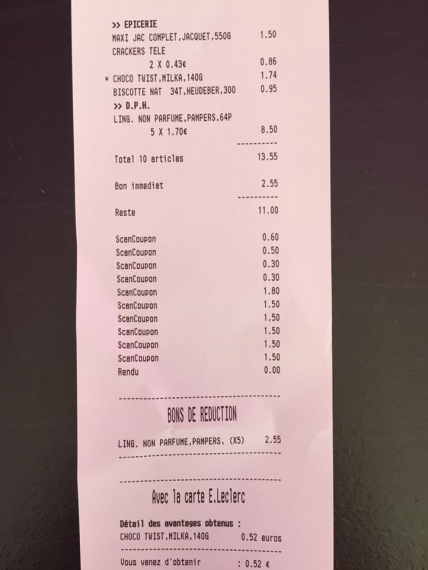 >> EPICERIE
MAXI JAC COMPLET,JACQUET,550G 1.50
CRACKERS TELE
2 X 0.43€ 0.86
* CHOCO TWIST,MILKA,140G 1.74
BISCOTTE NAT 34T,HEUDEBER,300 0.95
>> D.P.H.
LING. NON PARFUME,PAMPERS,64P
5 X 1.70€ 8.50
Total 10 articles 13.55
Bon immediat 2.55
Reste 11.00
ScanCoupon 0.60
ScanCoupon 0.50
ScanCoupon 0.30
ScanCoupon 0.30
ScanCoupon 1.80
ScanCoupon 1.50
ScanCoupon 1.50
ScanCoupon 1.50
ScanCoupon 1.50
ScanCoupon 1.50
Rendu 0.00
BONS DE REDUCTION
LING. NON PARFUME,PAMPERS, (X5) 2.55
Avec la carte E.Leclerc
Détail des avantages obtenus :
CHOCO TWIST,MILKA,140G 0.52 euros
Vous venez d'obtenir : 0.52 €